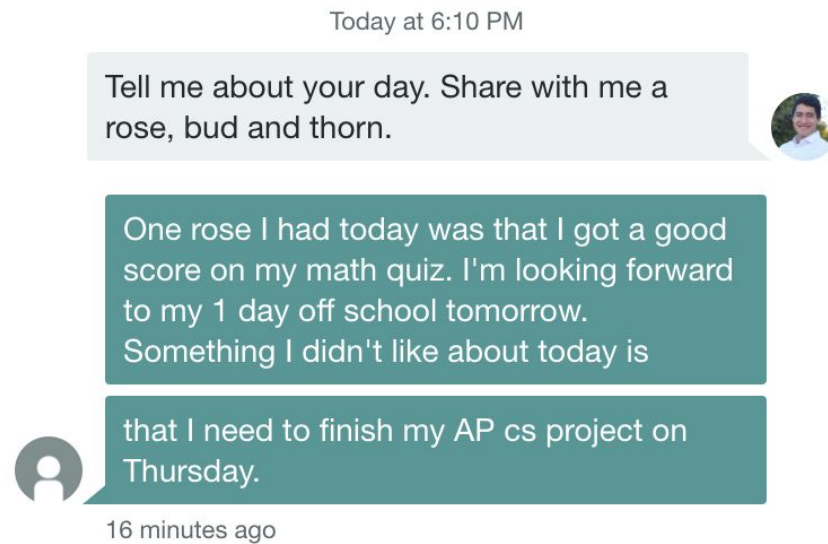 Today at 6:10 PM
Tell me about your day. Share with me a
rose, bud and thorn.
One rose I had today was that I got a good
score on my math quiz. I'm looking forward
to my 1 day off school tomorrow.
Something I didn't like about today is
that I need to finish my AP cs project on
Thursday.
16 minutes ago